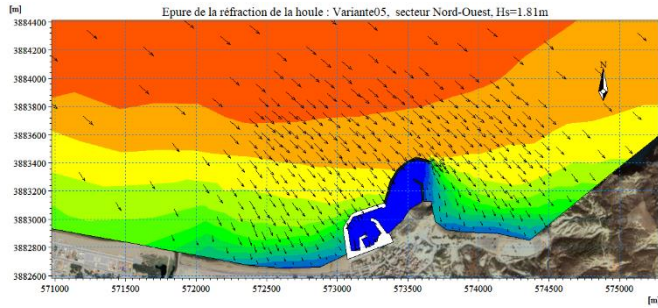 Epure de la réfraction de la houle : Variante05, secteur Nord-Ouest, Hs=1.81m
[m]
3884400
3884200
3884000
3883800
3883600
3883400
3883200
3883000
3882800
3882600
N
571000 571500 572000 572500 573000 573500 574000 574500 575000
[m]